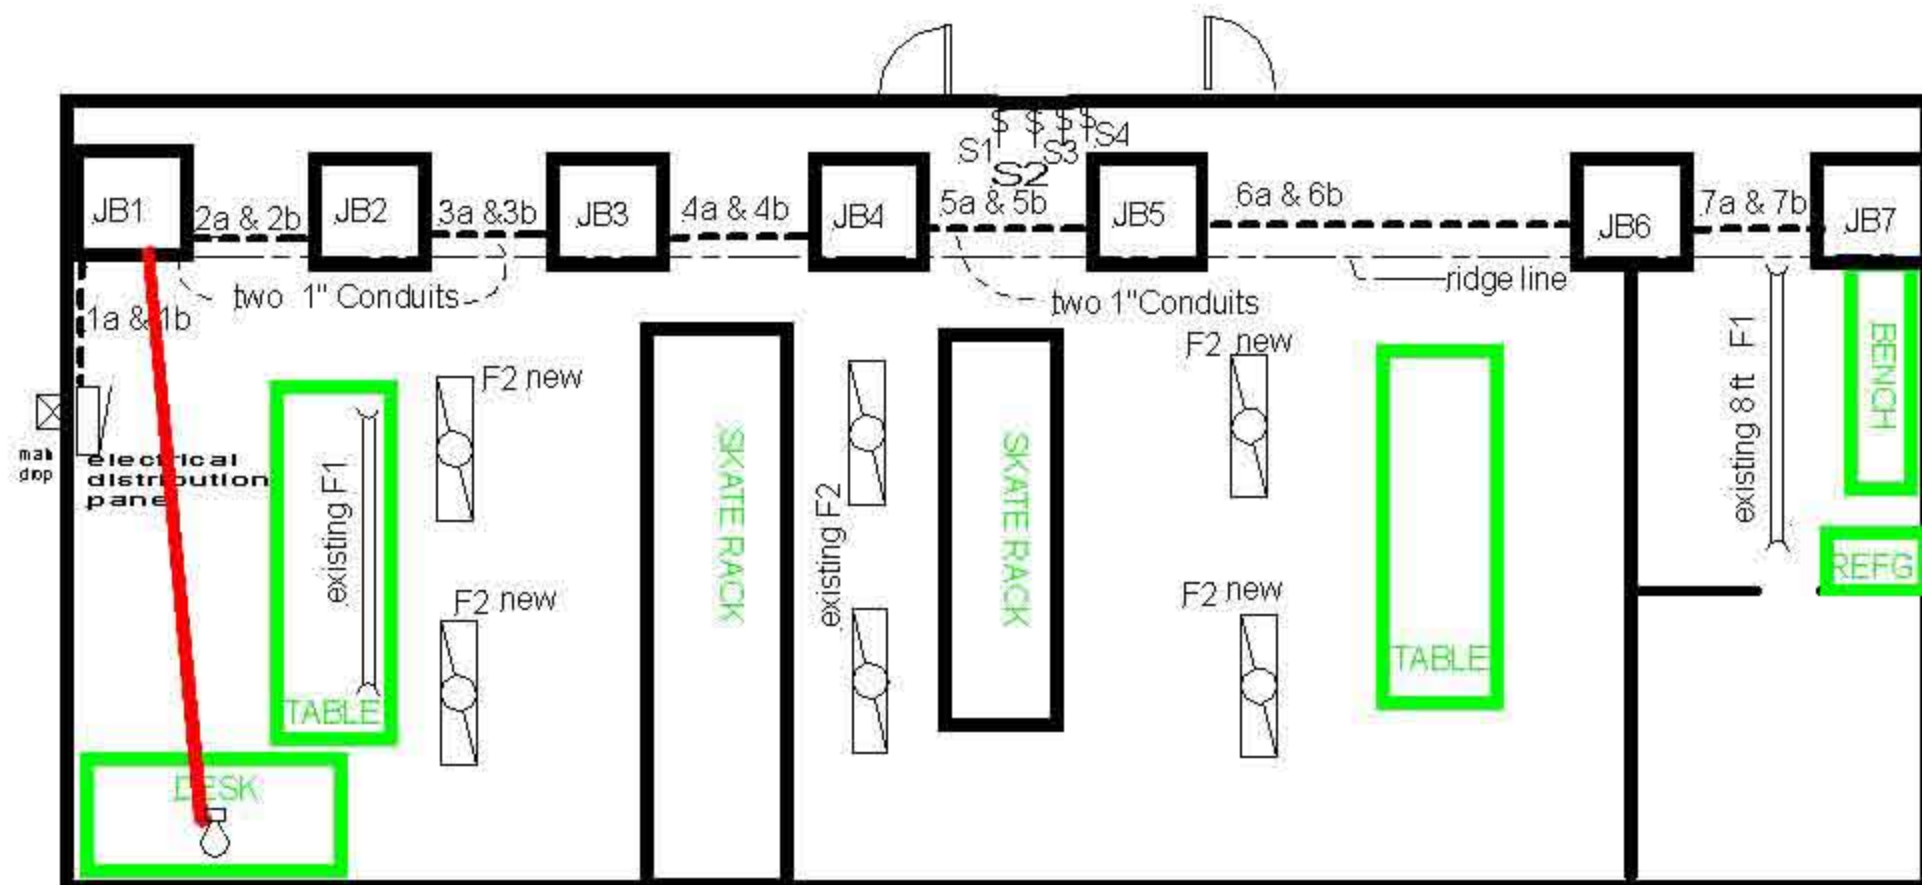 $ $ $ $
S1 S2 S3 S4
JB1
2a & 2b
JB2
3a &3b
JB3
4a & 4b
JB4
5a & 5b
JB5
6a & 6b
JB6
7a & 7b
JB7
two 1" Conduits
two 1"Conduits
ridge line
1a & 1b
F2 new
F2 new
existing 8 ft F1
BENCH
main
drop
electrical
distribution
panel
existing F1
SKATE RACK
existing F2
SKATE RACK
REFG
F2 new
F2 new
TABLE
TABLE
DESK